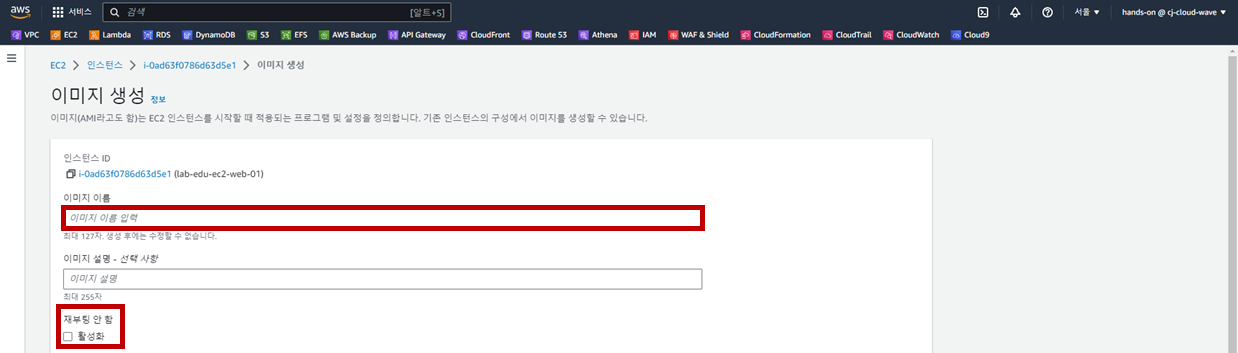 aws 서비스 검색 [알트+S] 서울 ▼ hands-on @ cj-cloud-wave ▼
VPC EC2 Lambda RDS DynamoDB S3 EFS AWS Backup API Gateway CloudFront Route 53 Athena IAM WAF & Shield CloudFormation CloudTrail CloudWatch Cloud9
EC2 > 인스턴스 > i-0ad63f0786d63d5e1 > 이미지 생성
이미지 생성 정보
이미지(AMI라고도 함)는 EC2 인스턴스를 시작할 때 적용되는 프로그램 및 설정을 정의합니다. 기존 인스턴스의 구성에서 이미지를 생성할 수 있습니다.
인스턴스 ID
i-0ad63f0786d63d5e1 (lab-edu-ec2-web-01)
이미지 이름
이미지 이름 입력
최대 127자. 생성 후에는 수정할 수 없습니다.
이미지 설명 - 선택 사항
이미지 설명
최대 255자
재부팅 안 함
활성화